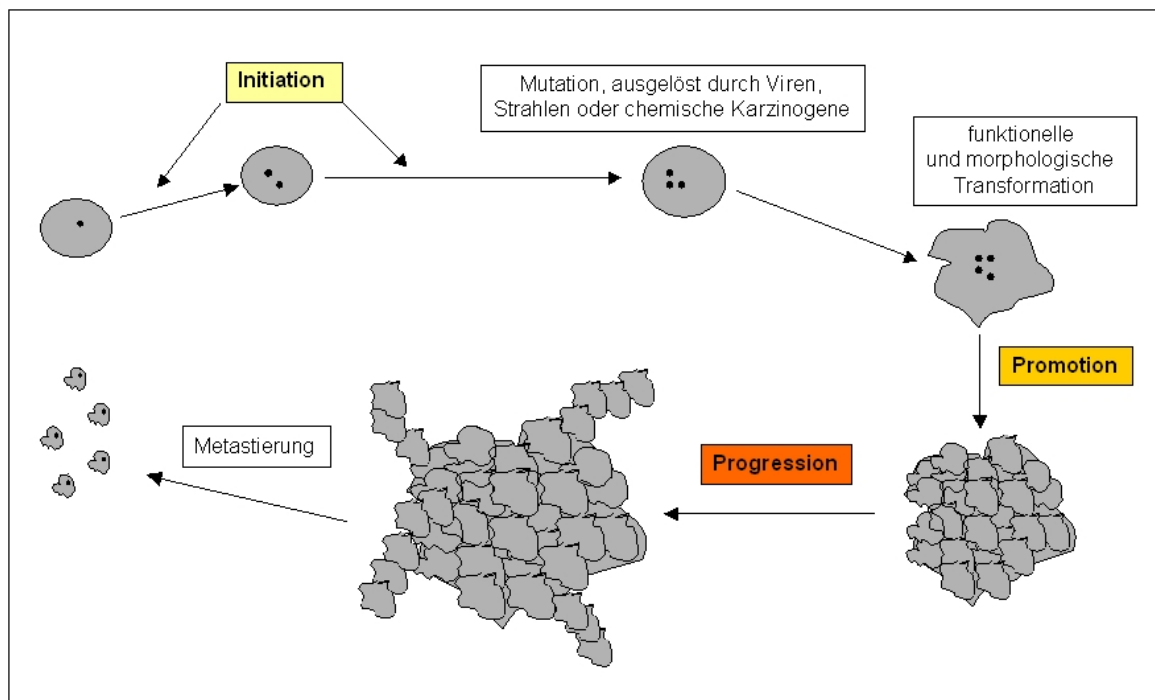 Initiation
Mutation, ausgelöst durch Viren,
Strahlen oder chemische Karzinogene
funktionelle
und morphologische
Transformation
Promotion
Progression
Metastierung